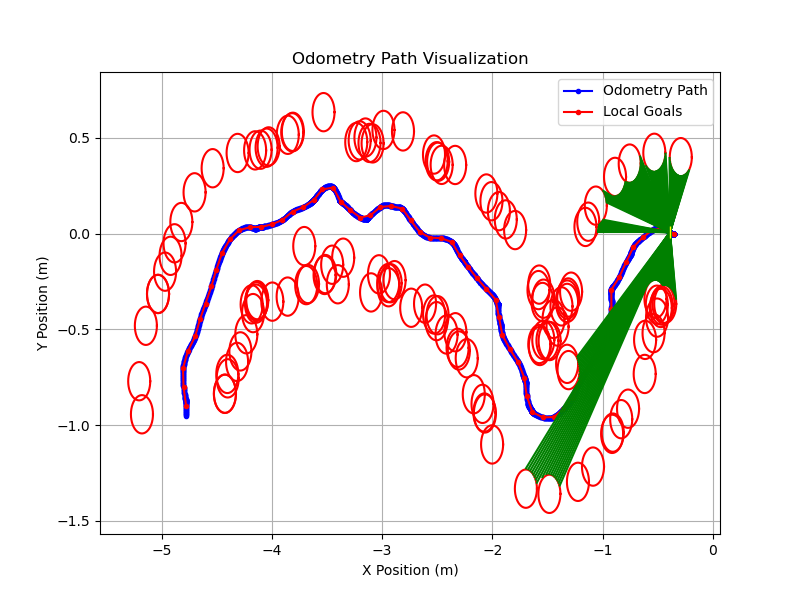 Odometry Path Visualization
Odometry Path
Local Goals
Y Position (m)
0.5
0.0
−0.5
−1.0
−1.5
−5
−4
−3
−2
−1
0
X Position (m)